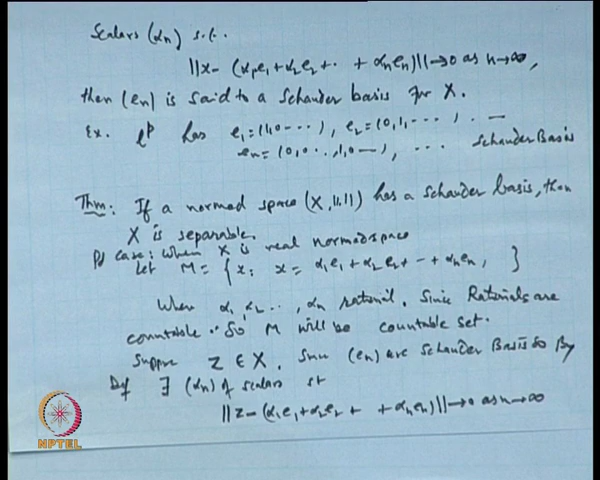 Scalars (αn) s.t.
||x - (α1e1 + α2e2 + ·· + αnen)|| → 0 as n→∞,
then (en) is said to a Schauder basis for X.
Ex. l^p has e1 = (1,0 - - -), e2 = (0,1, - - -, . —
en = (0,0 ··, 1,0 —), ... Schauder Basis
Thm: If a normed space (X, ||.||) has a Schauder basis, then
X is separable.
Pf Case: When X is real normed space
Let M = { x: x = α1e1 + α2e2 + - + αnen, }
When α1, α2 ··, αn rational. Since Rationals are
countable. So M will be countable set.
Suppose Z ∈ X. Since (en) are Schauder Basis so By
Def ∃ (αn) of scalars st
||Z - (α1e1 + α2e2 + + αnen)|| → 0 as n→∞
NPTEL